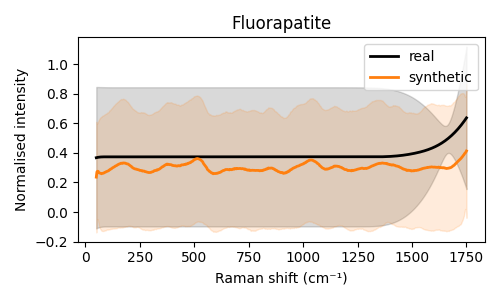 Fluorapatite
real
synthetic
Normalised intensity
1.0
0.8
0.6
0.4
0.2
0.0
−0.2
0 250 500 750 1000 1250 1500 1750
Raman shift (cm⁻¹)